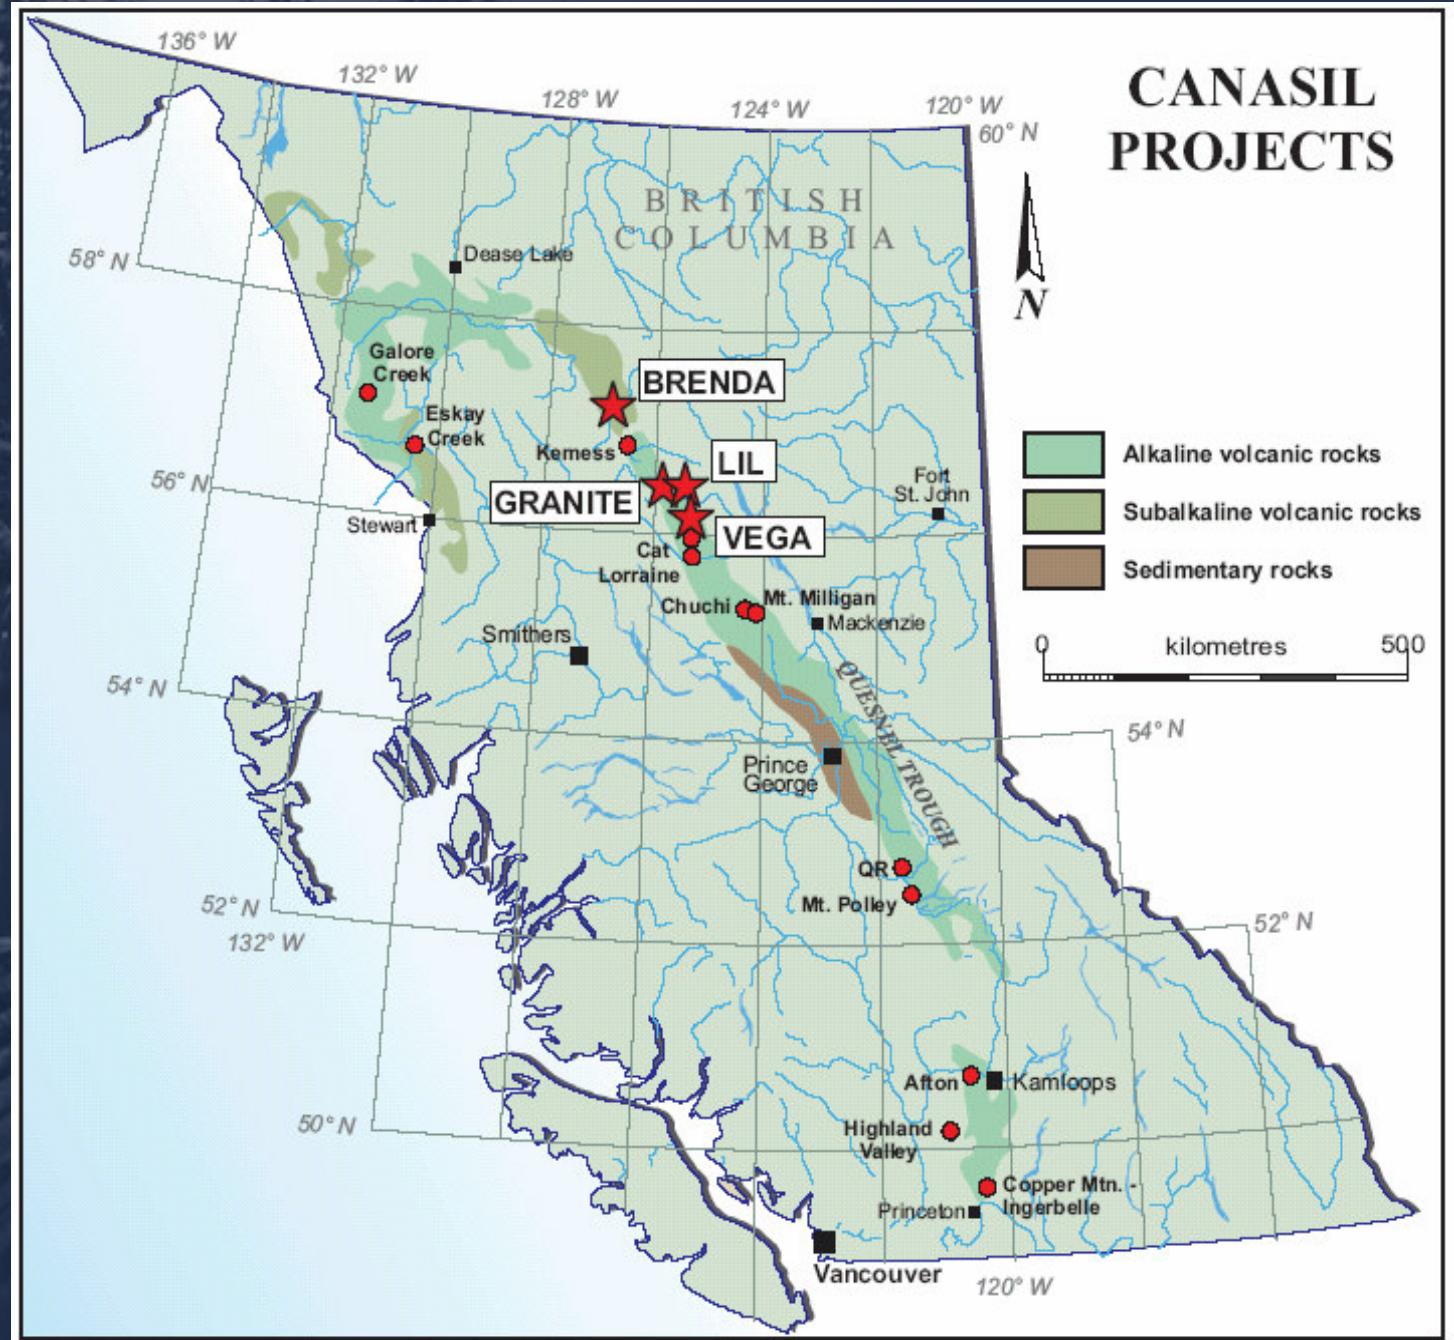 CANASIL
PROJECTS
136° W
132° W
128° W
124° W
120° W
60° N
BRITISH
COLUMBIA
N
58° N
Dease Lake
Galore
Creek
BRENDA
Eskay
Creek
Kemess
LIL
GRANITE
Fort
St. John
56° N
Stewart
VEGA
Cat
Lorraine
Alkaline volcanic rocks
Subalkaline volcanic rocks
Sedimentary rocks
0 kilometres 500
Chuchi
Mt. Milligan
Mackenzie
Smithers
54° N
QUESNEL TROUGH
54° N
Prince
George
QR
Mt. Polley
52° N
132° W
52° N
Afton
Kamloops
Highland
Valley
50° N
Copper Mtn. -
Ingerbelle
Princeton
Vancouver
120° W